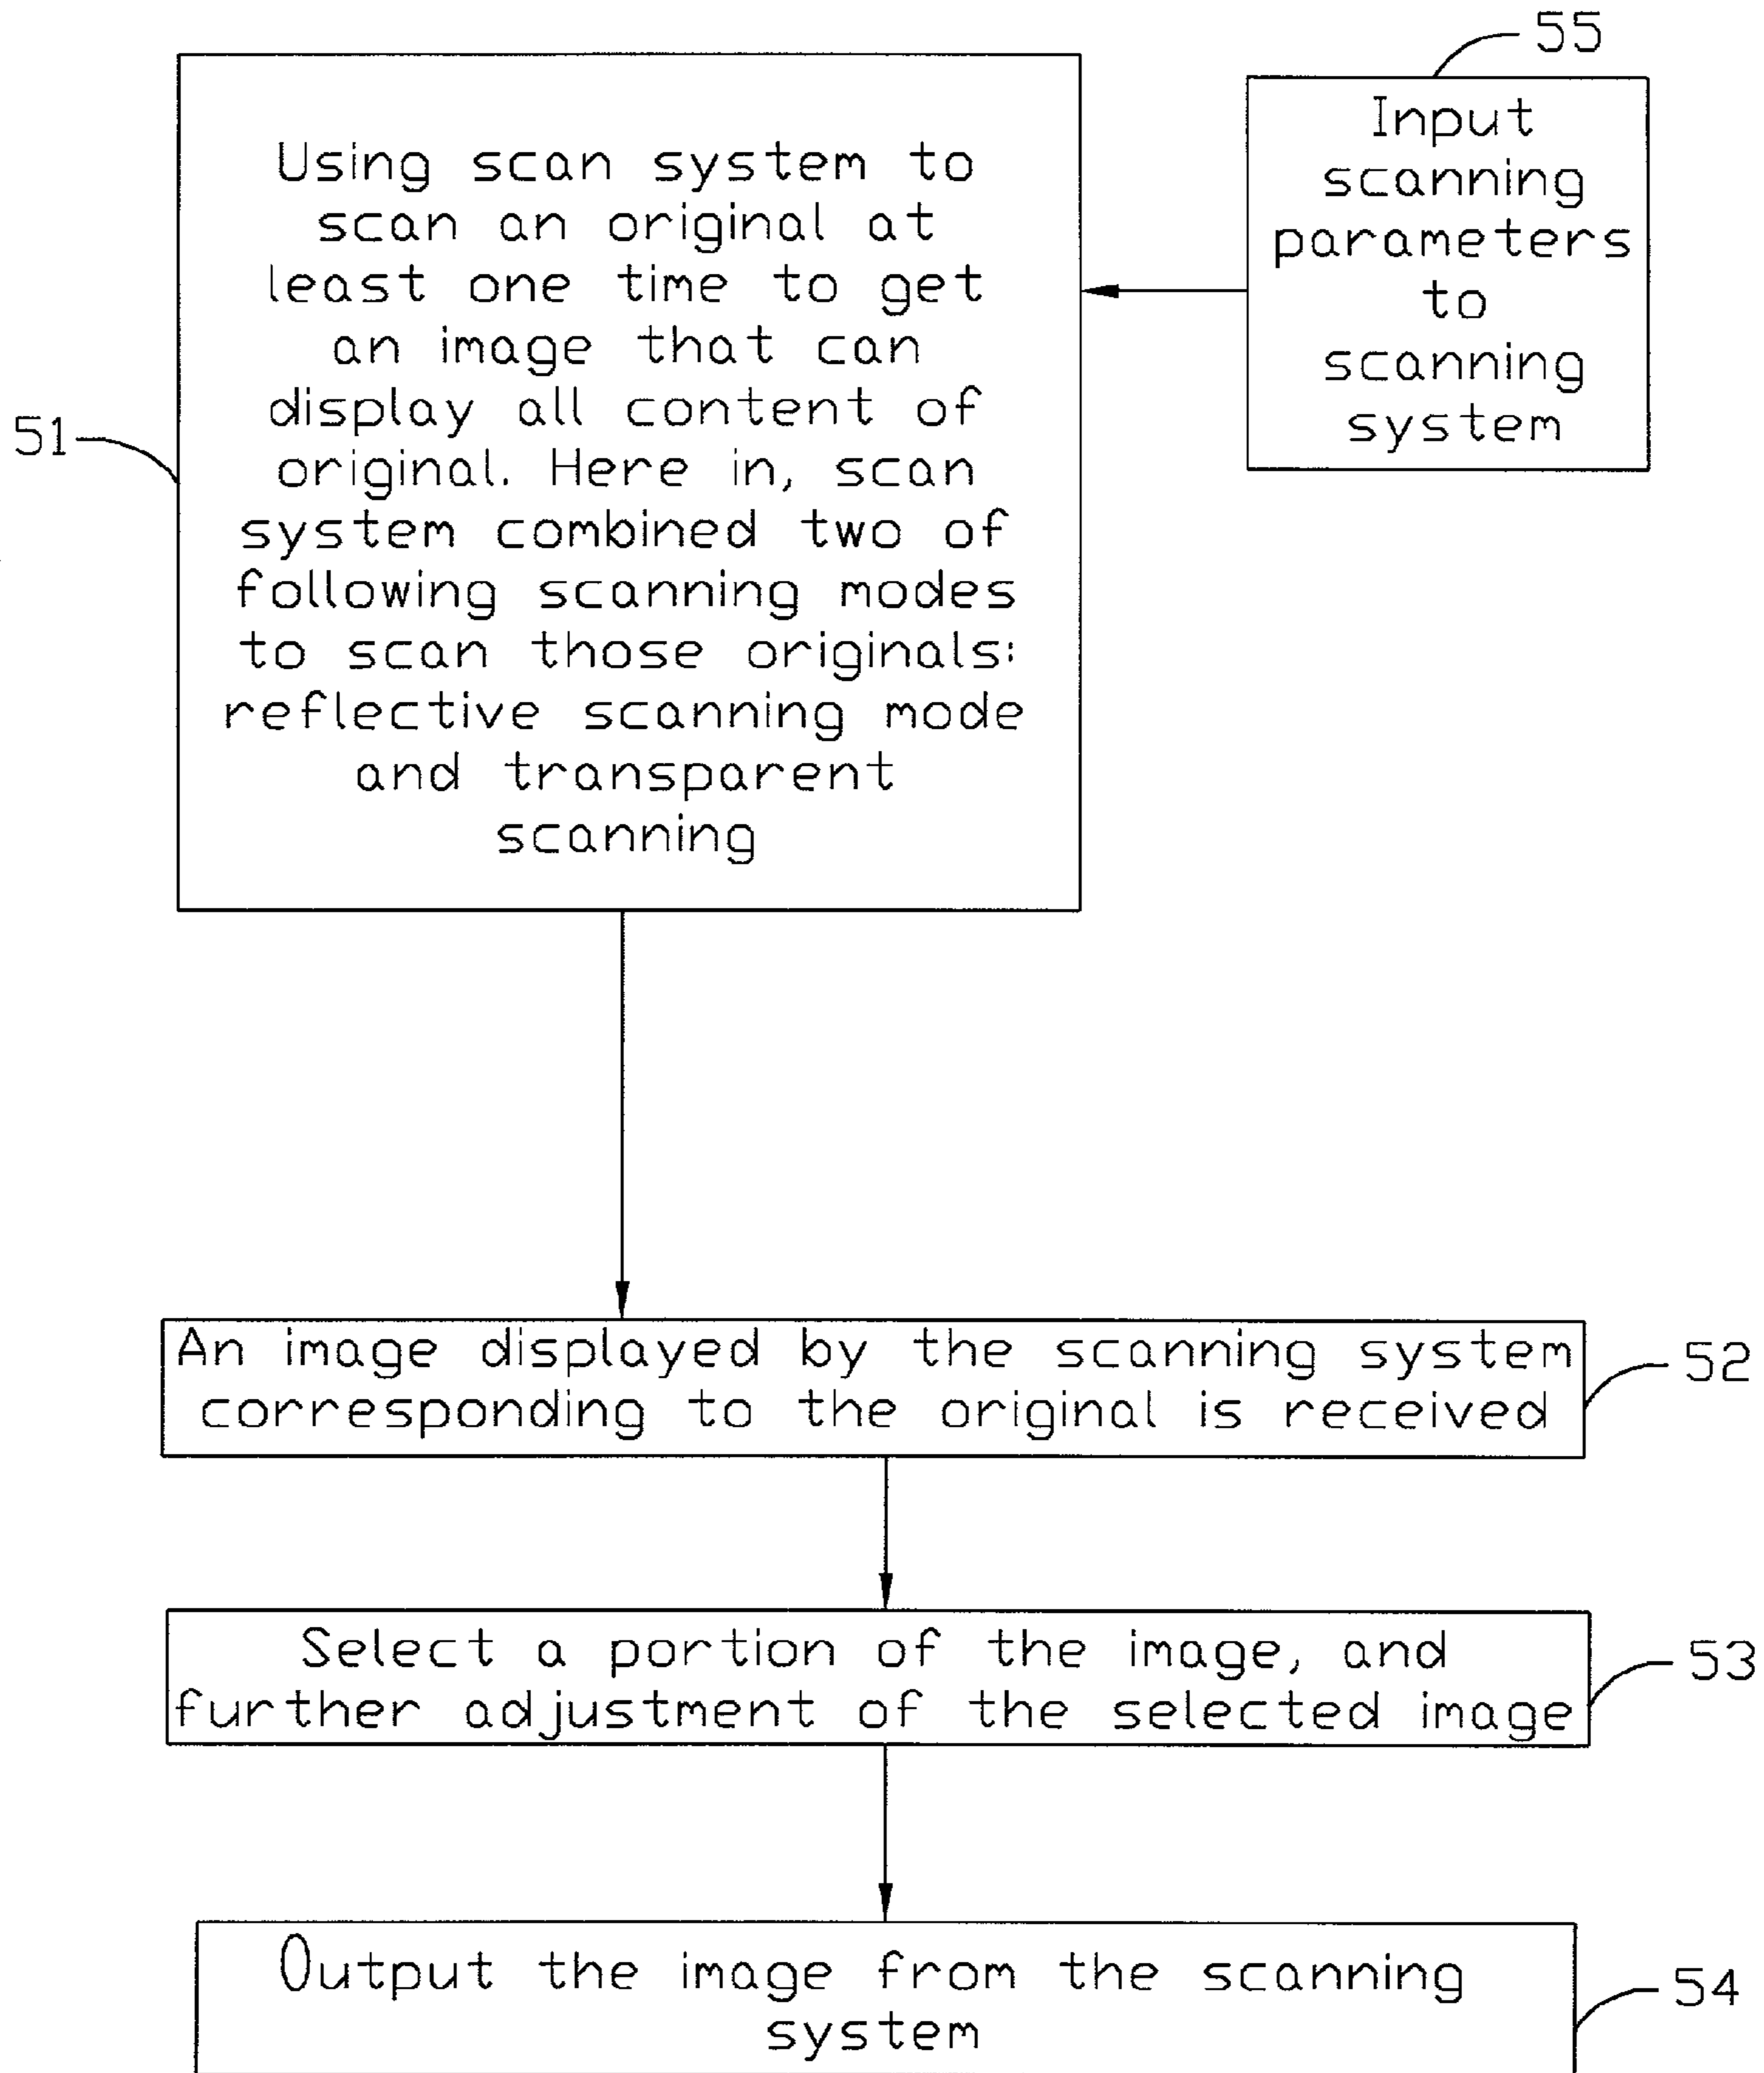 55
Input
scanning
parameters
to
scanning
system
51
Using scan system to
scan an original at
least one time to get
an image that can
display all content of
original. Here in, scan
system combined two of
following scanning modes
to scan those originals:
reflective scanning mode
and transparent
scanning
An image displayed by the scanning system
corresponding to the original is received
52
Select a portion of the image, and
further adjustment of the selected image
53
Output the image from the scanning
system
54